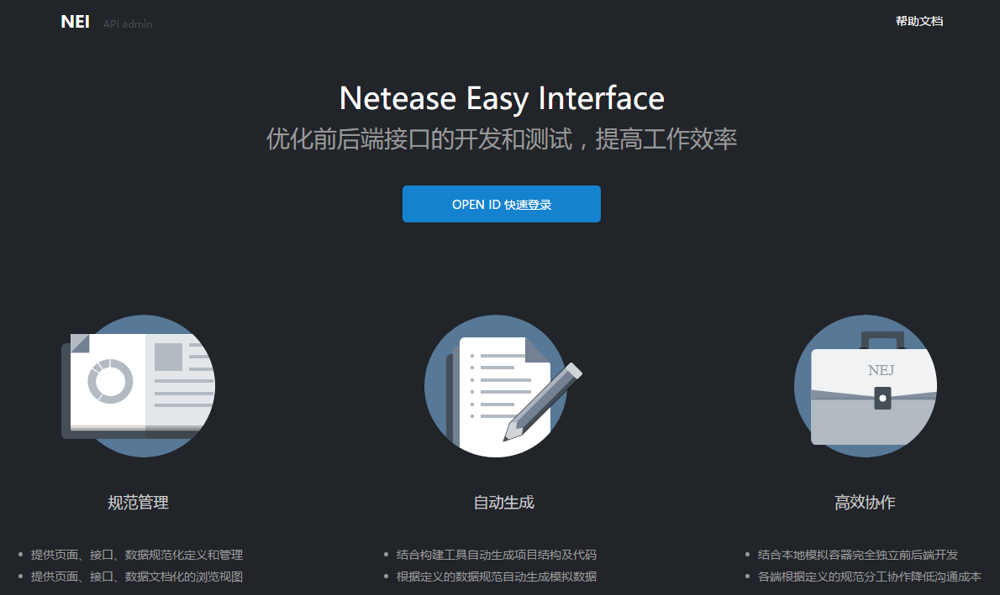 NEI API admin
帮助文档
Netease Easy Interface
优化前后端接口的开发和测试，提高工作效率
OPEN ID 快速登录
NEJ
规范管理
自动生成
高效协作
提供页面、接口、数据规范化定义和管理
提供页面、接口、数据文档化的浏览视图
结合构建工具自动生成项目结构及代码
根据定义的数据规范自动生成模拟数据
结合本地模拟容器完全独立前后端开发
各端根据定义的规范分工协作降低沟通成本